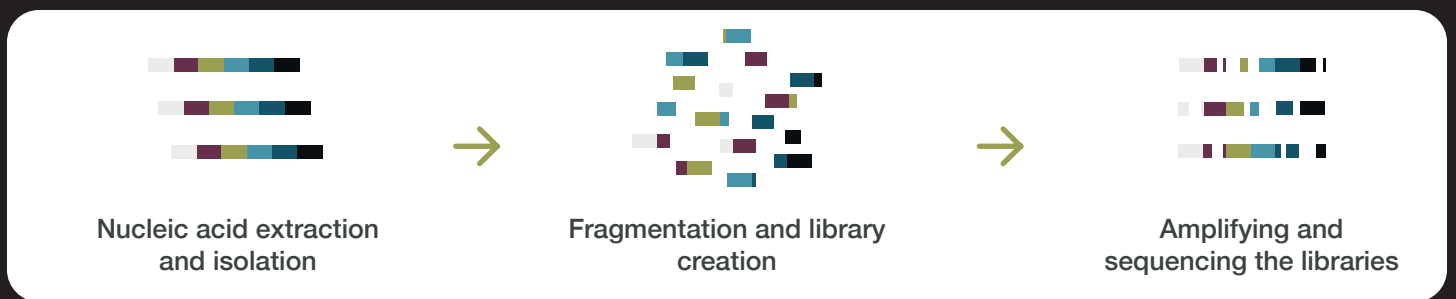 Nucleic acid extraction
and isolation
Fragmentation and library
creation
Amplifying and
sequencing the libraries